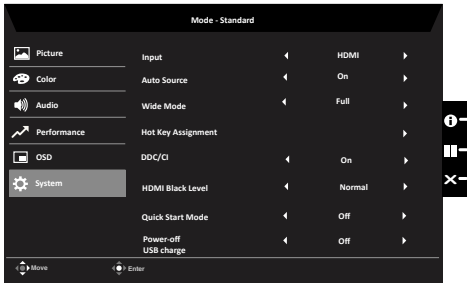 Mode - Standard
Picture
Color
Audio
Performance
OSD
System
Input HDMI
Auto Source On
Wide Mode Full
Hot Key Assignment
DDC/CI On
HDMI Black Level Normal
Quick Start Mode Off
Power-off Off
USB charge
Move Enter